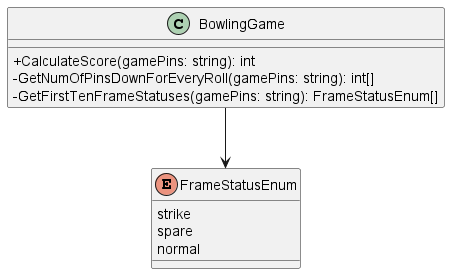 C BowlingGame
+CalculateScore(gamePins: string): int
-GetNumOfPinsDownForEveryRoll(gamePins: string): int[]
-GetFirstTenFrameStatuses(gamePins: string): FrameStatusEnum[]
E FrameStatusEnum
strike
spare
normal